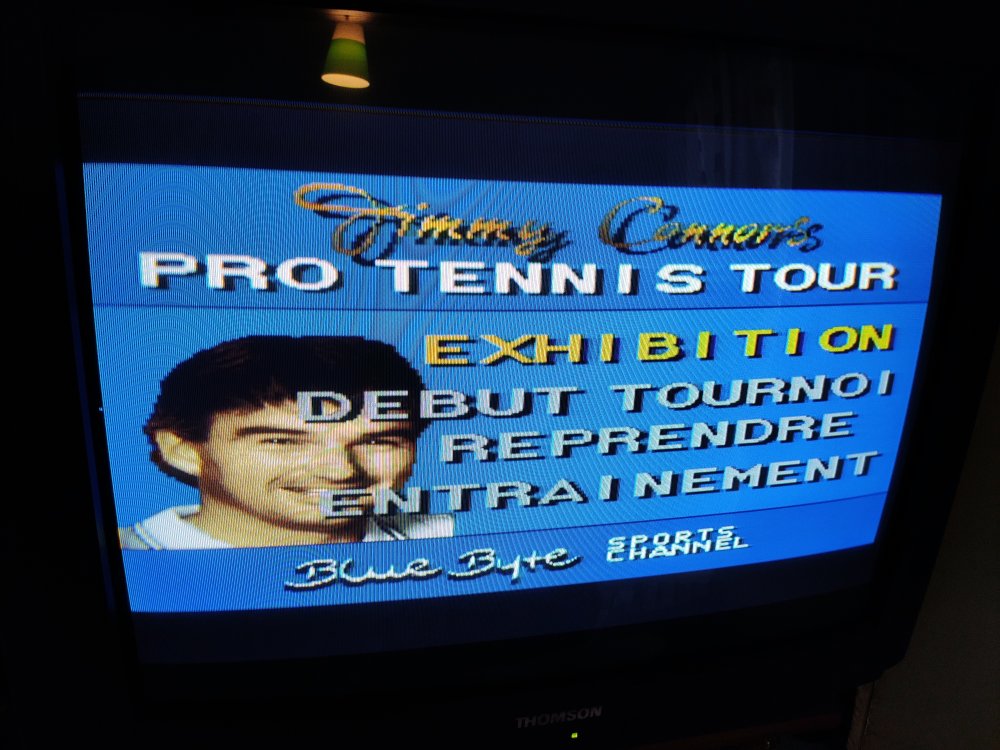 Jimmy Connors
PRO TENNIS TOUR
EXHIBITION
DEBUT TOURNOI
REPRENDRE
ENTRAINEMENT
Blue Byte SPORTS
CHANNEL
THOMSON